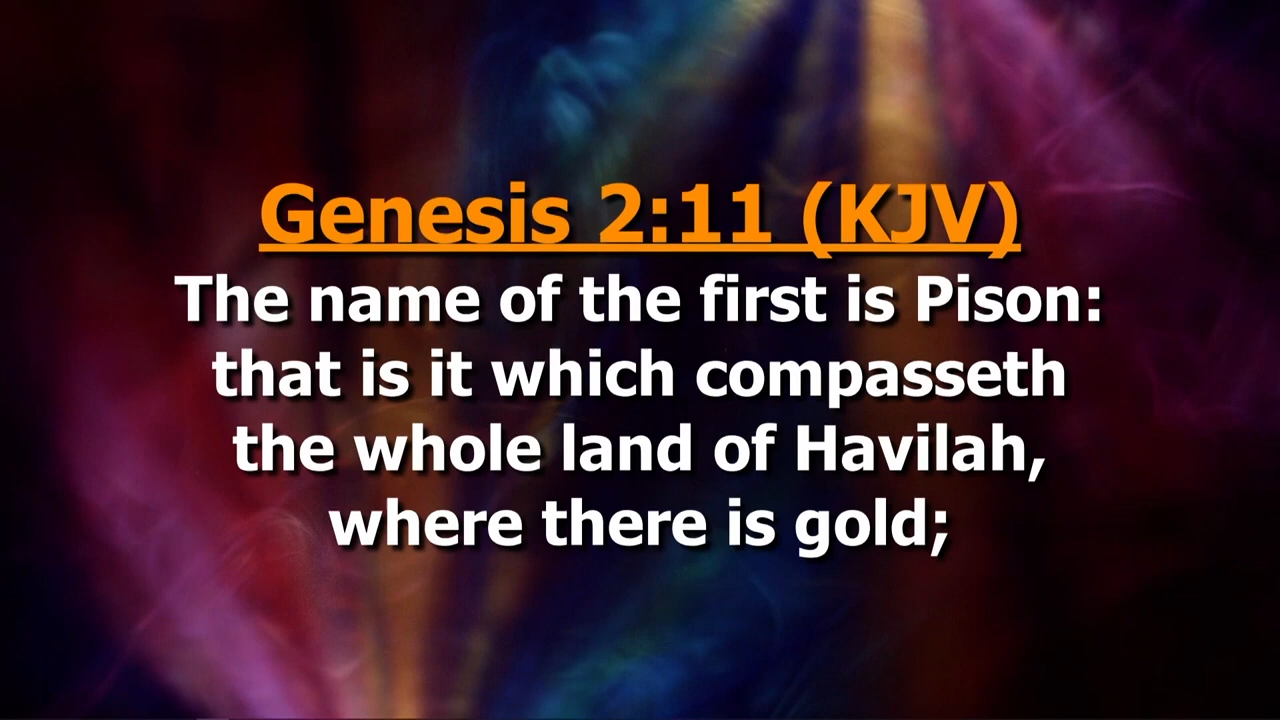 Genesis 2:11 (KJV)
The name of the first is Pison:
that is it which compasseth
the whole land of Havilah,
where there is gold;